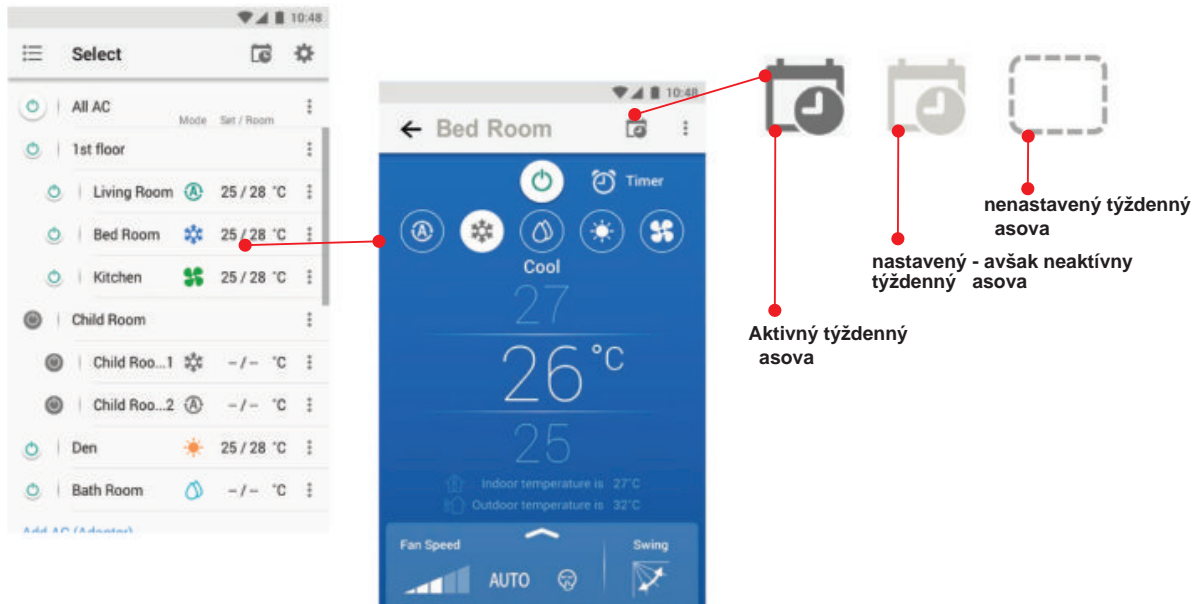 10:48
Select
All AC
Mode Set / Room
1st floor
Living Room 25 / 28 °C
Bed Room 25 / 28 °C
Kitchen 25 / 28 °C
Child Room
Child Roo...1 – / – °C
Child Roo...2 – / – °C
Den 25 / 28 °C
Bath Room – / – °C
Add AC (Adapter)
10:48
Bed Room
Timer
Cool
27
26 °C
25
Indoor temperature is 27°C
Outdoor temperature is 32°C
Fan Speed
Swing
AUTO
Aktivný týždenný
asova
nastavený - avšak neaktívny
týždenný asova
nenastavený týždenný
asova